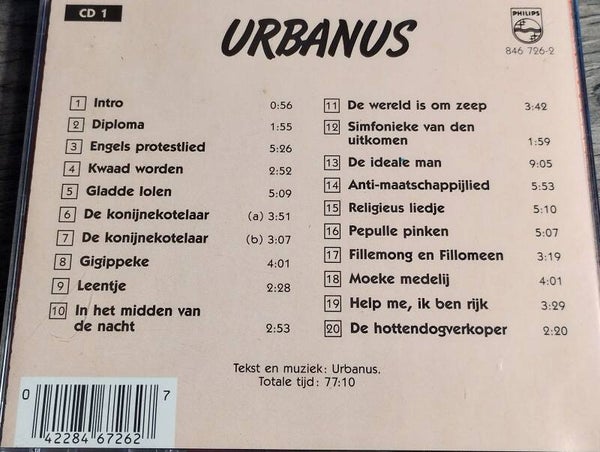 CD 1
URBANUS
PHILIPS
846 726-2
1 Intro 0:56
2 Diploma 1:55
3 Engels protestlied 5:26
4 Kwaad worden 2:52
5 Gladde lolen 5:09
6 De konijnekotelaar (a) 3:51
7 De konijnekotelaar (b) 3:07
8 Gigippeke 4:01
9 Leentje 2:28
10 In het midden van
de nacht 2:53
11 De wereld is om zeep 3:42
12 Simfonieke van den
uitkomen 1:59
13 De ideale man 9:05
14 Anti-maatschappijlied 5:53
15 Religieus liedje 5:10
16 Pepulle pinken 5:07
17 Fillemong en Fillomeen 3:19
18 Moeke medelij 4:01
19 Help me, ik ben rijk 3:29
20 De hottendogverkoper 2:20
Tekst en muziek: Urbanus.
Totale tijd: 77:10
0 42284 67262 7